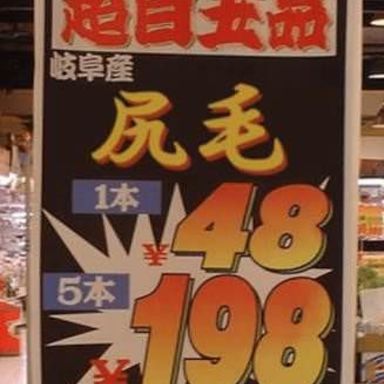 超目玉品
岐阜産
尻毛
1本 ¥48
5本 ¥198